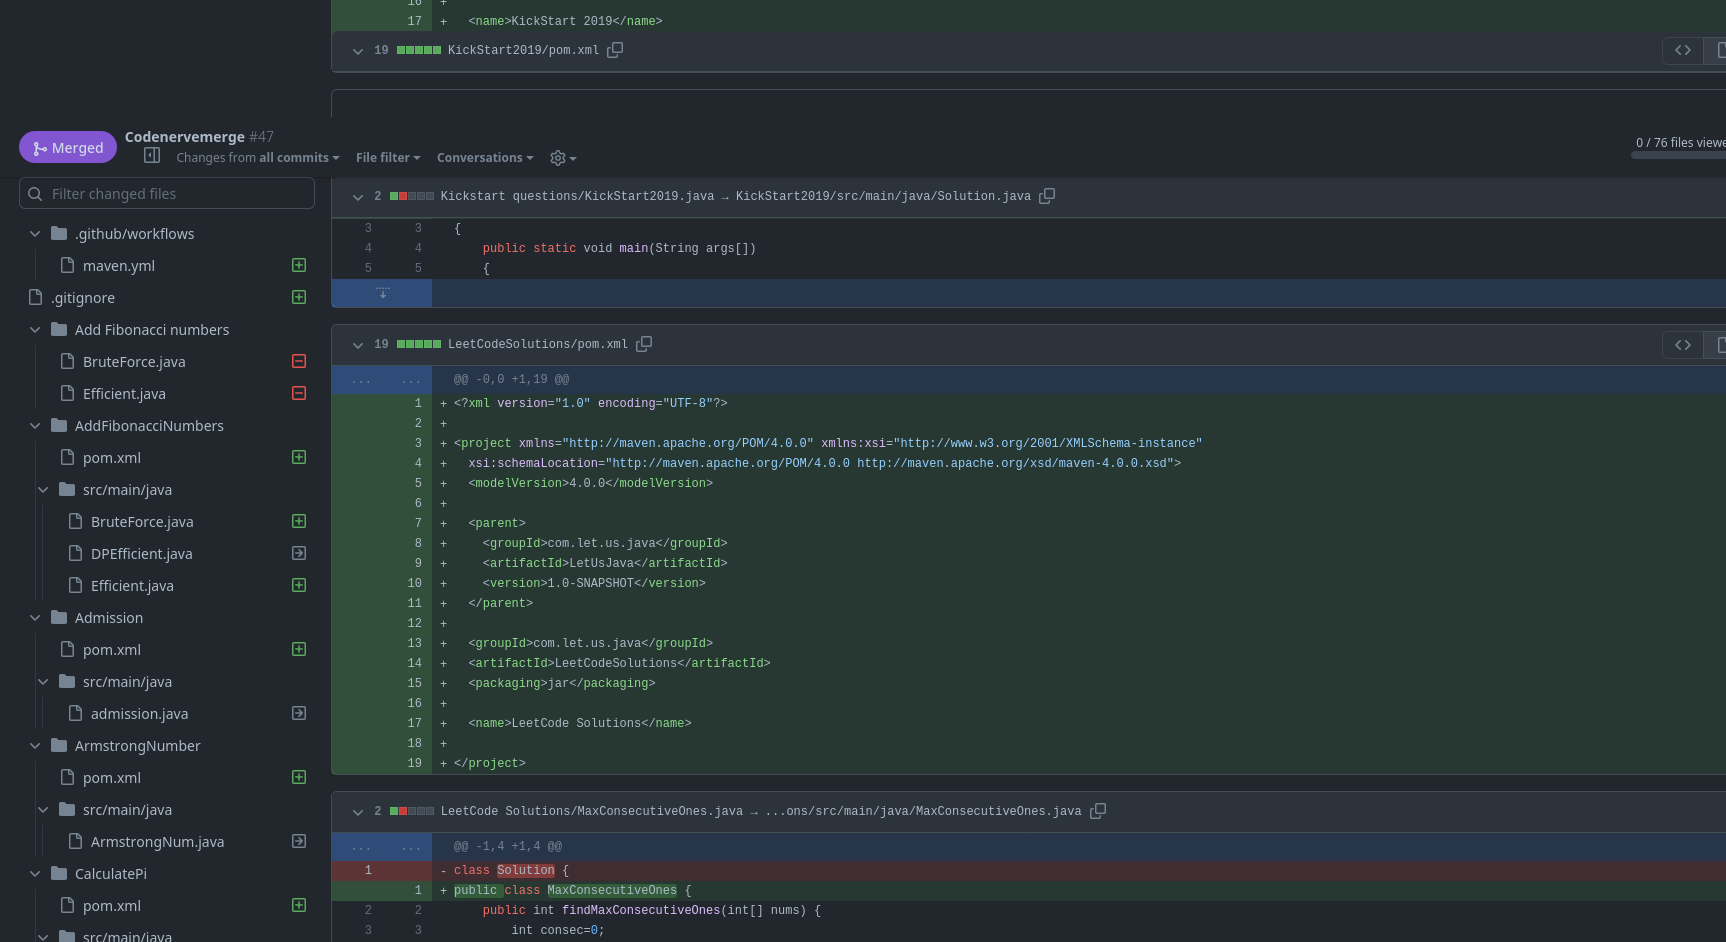 16 +
17 + <name>KickStart 2019</name>
19 KickStart2019/pom.xml
Merged
Codenervemerge #47
Changes from all commits File filter Conversations
0 / 76 files viewe
Filter changed files
.github/workflows
maven.yml
.gitignore
Add Fibonacci numbers
BruteForce.java
Efficient.java
AddFibonacciNumbers
pom.xml
src/main/java
BruteForce.java
DPEfficient.java
Efficient.java
Admission
pom.xml
src/main/java
admission.java
ArmstrongNumber
pom.xml
src/main/java
ArmstrongNum.java
CalculatePi
pom.xml
src/main/java
2 Kickstart questions/KickStart2019.java → KickStart2019/src/main/java/Solution.java
3 3 {
4 4 public static void main(String args[])
5 5 {
19 LeetCodeSolutions/pom.xml
... ... @@ -0,0 +1,19 @@
1 + <?xml version="1.0" encoding="UTF-8"?>
2 +
3 + <project xmlns="http://maven.apache.org/POM/4.0.0" xmlns:xsi="http://www.w3.org/2001/XMLSchema-instance"
4 + xsi:schemaLocation="http://maven.apache.org/POM/4.0.0 http://maven.apache.org/xsd/maven-4.0.0.xsd">
5 + <modelVersion>4.0.0</modelVersion>
6 +
7 + <parent>
8 + <groupId>com.let.us.java</groupId>
9 + <artifactId>LetUsJava</artifactId>
10 + <version>1.0-SNAPSHOT</version>
11 + </parent>
12 +
13 + <groupId>com.let.us.java</groupId>
14 + <artifactId>LeetCodeSolutions</artifactId>
15 + <packaging>jar</packaging>
16 +
17 + <name>LeetCode Solutions</name>
18 +
19 + </project>
2 LeetCode Solutions/MaxConsecutiveOnes.java → ...ons/src/main/java/MaxConsecutiveOnes.java
... ... @@ -1,4 +1,4 @@
1 - class Solution {
1 + public class MaxConsecutiveOnes {
2 2 public int findMaxConsecutiveOnes(int[] nums) {
3 3 int consec=0;